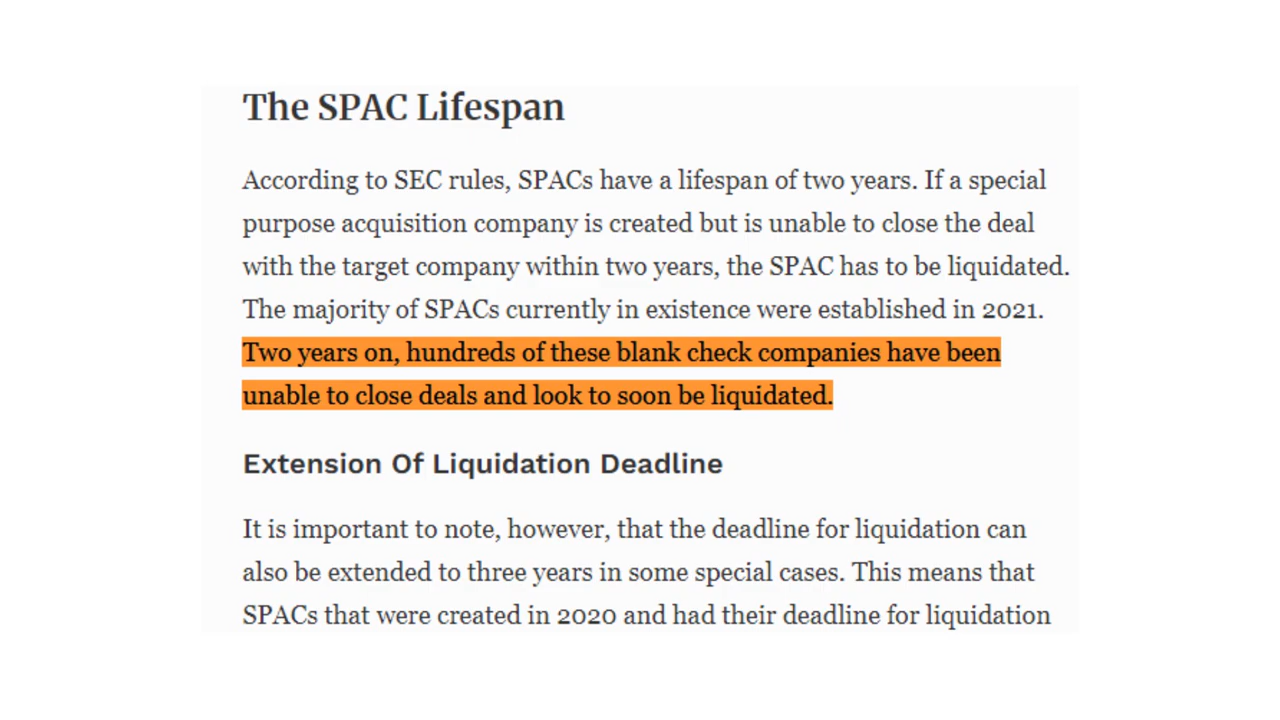 The SPAC Lifespan
According to SEC rules, SPACs have a lifespan of two years. If a special
purpose acquisition company is created but is unable to close the deal
with the target company within two years, the SPAC has to be liquidated.
The majority of SPACs currently in existence were established in 2021.
Two years on, hundreds of these blank check companies have been
unable to close deals and look to soon be liquidated.
Extension Of Liquidation Deadline
It is important to note, however, that the deadline for liquidation can
also be extended to three years in some special cases. This means that
SPACs that were created in 2020 and had their deadline for liquidation